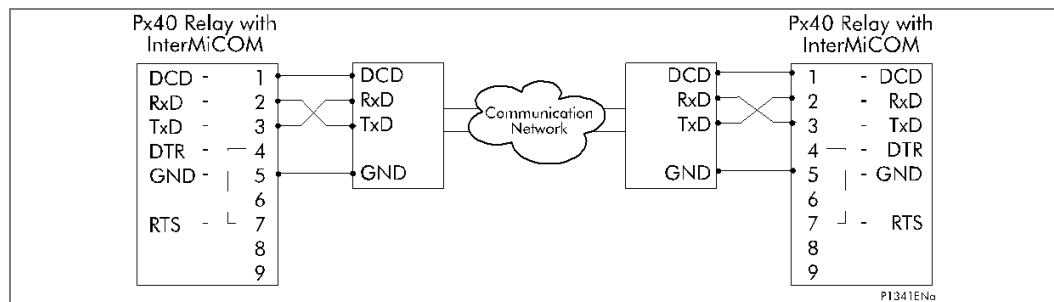 Px40 Relay with
InterMiCOM
DCD - 1
RxD - 2
TxD - 3
DTR - 4
GND - 5
6
RTS - 7
8
9
DCD
RxD
TxD
GND
Communication
Network
DCD
RxD
TxD
GND
Px40 Relay with
InterMiCOM
1 - DCD
2 - RxD
3 - TxD
4 - DTR
5 - GND
6
7 - RTS
8
9
P1341ENa